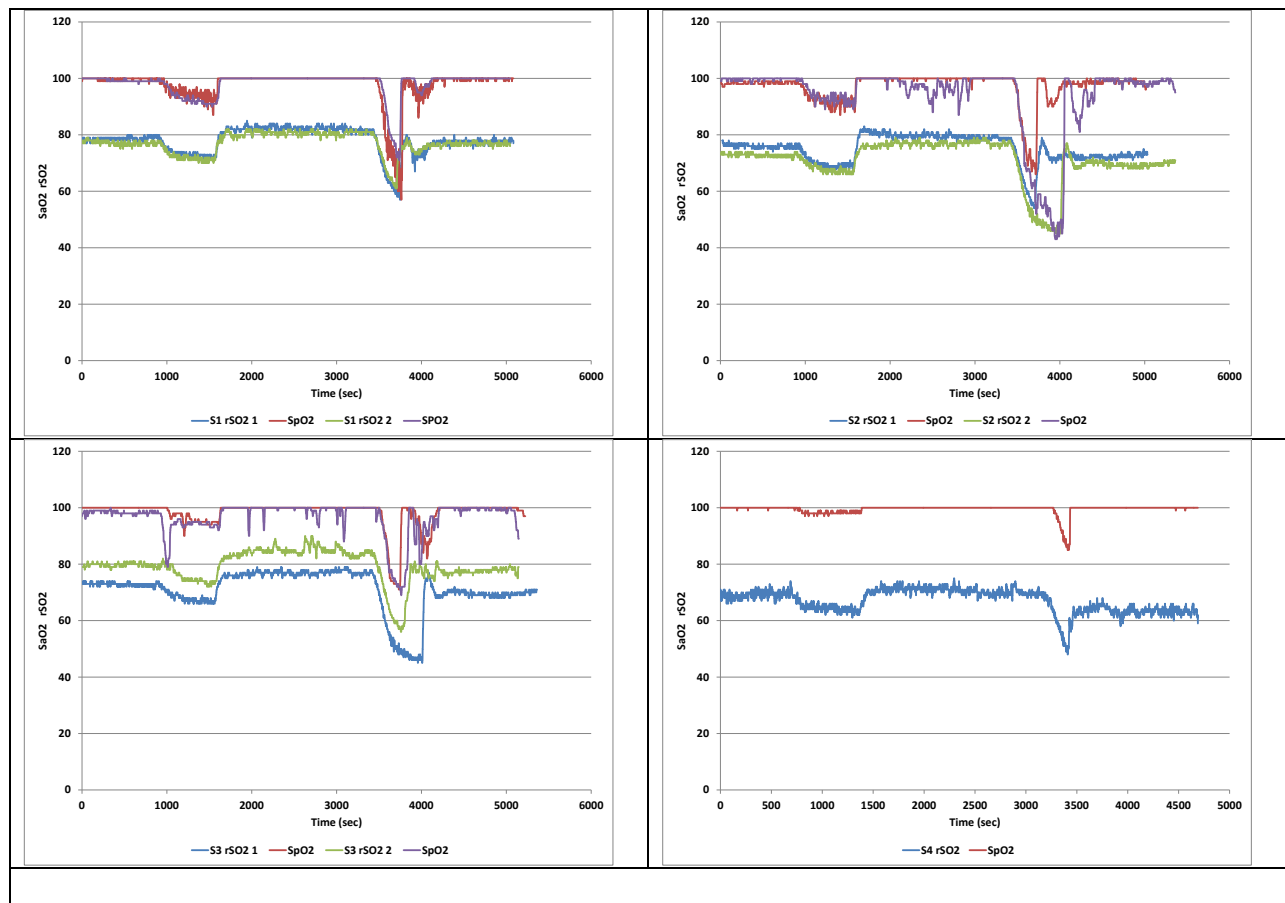 120
100
80
60
40
20
0
SaO2 rSO2
0 1000 2000 3000 4000 5000 6000
Time (sec)
S1 rSO2 1 SpO2 S1 rSO2 2 SPO2
120
100
80
60
40
20
0
SaO2 rSO2
0 1000 2000 3000 4000 5000 6000
Time (sec)
S2 rSO2 1 SpO2 S2 rSO2 2 SpO2
120
100
80
60
40
20
0
SaO2 rSO2
0 1000 2000 3000 4000 5000 6000
Time (sec)
S3 rSO2 1 SpO2 S3 rSO2 2 SpO2
120
100
80
60
40
20
0
SaO2 rSO2
0 500 1000 1500 2000 2500 3000 3500 4000 4500 5000
Time (sec)
S4 rSO2 SpO2